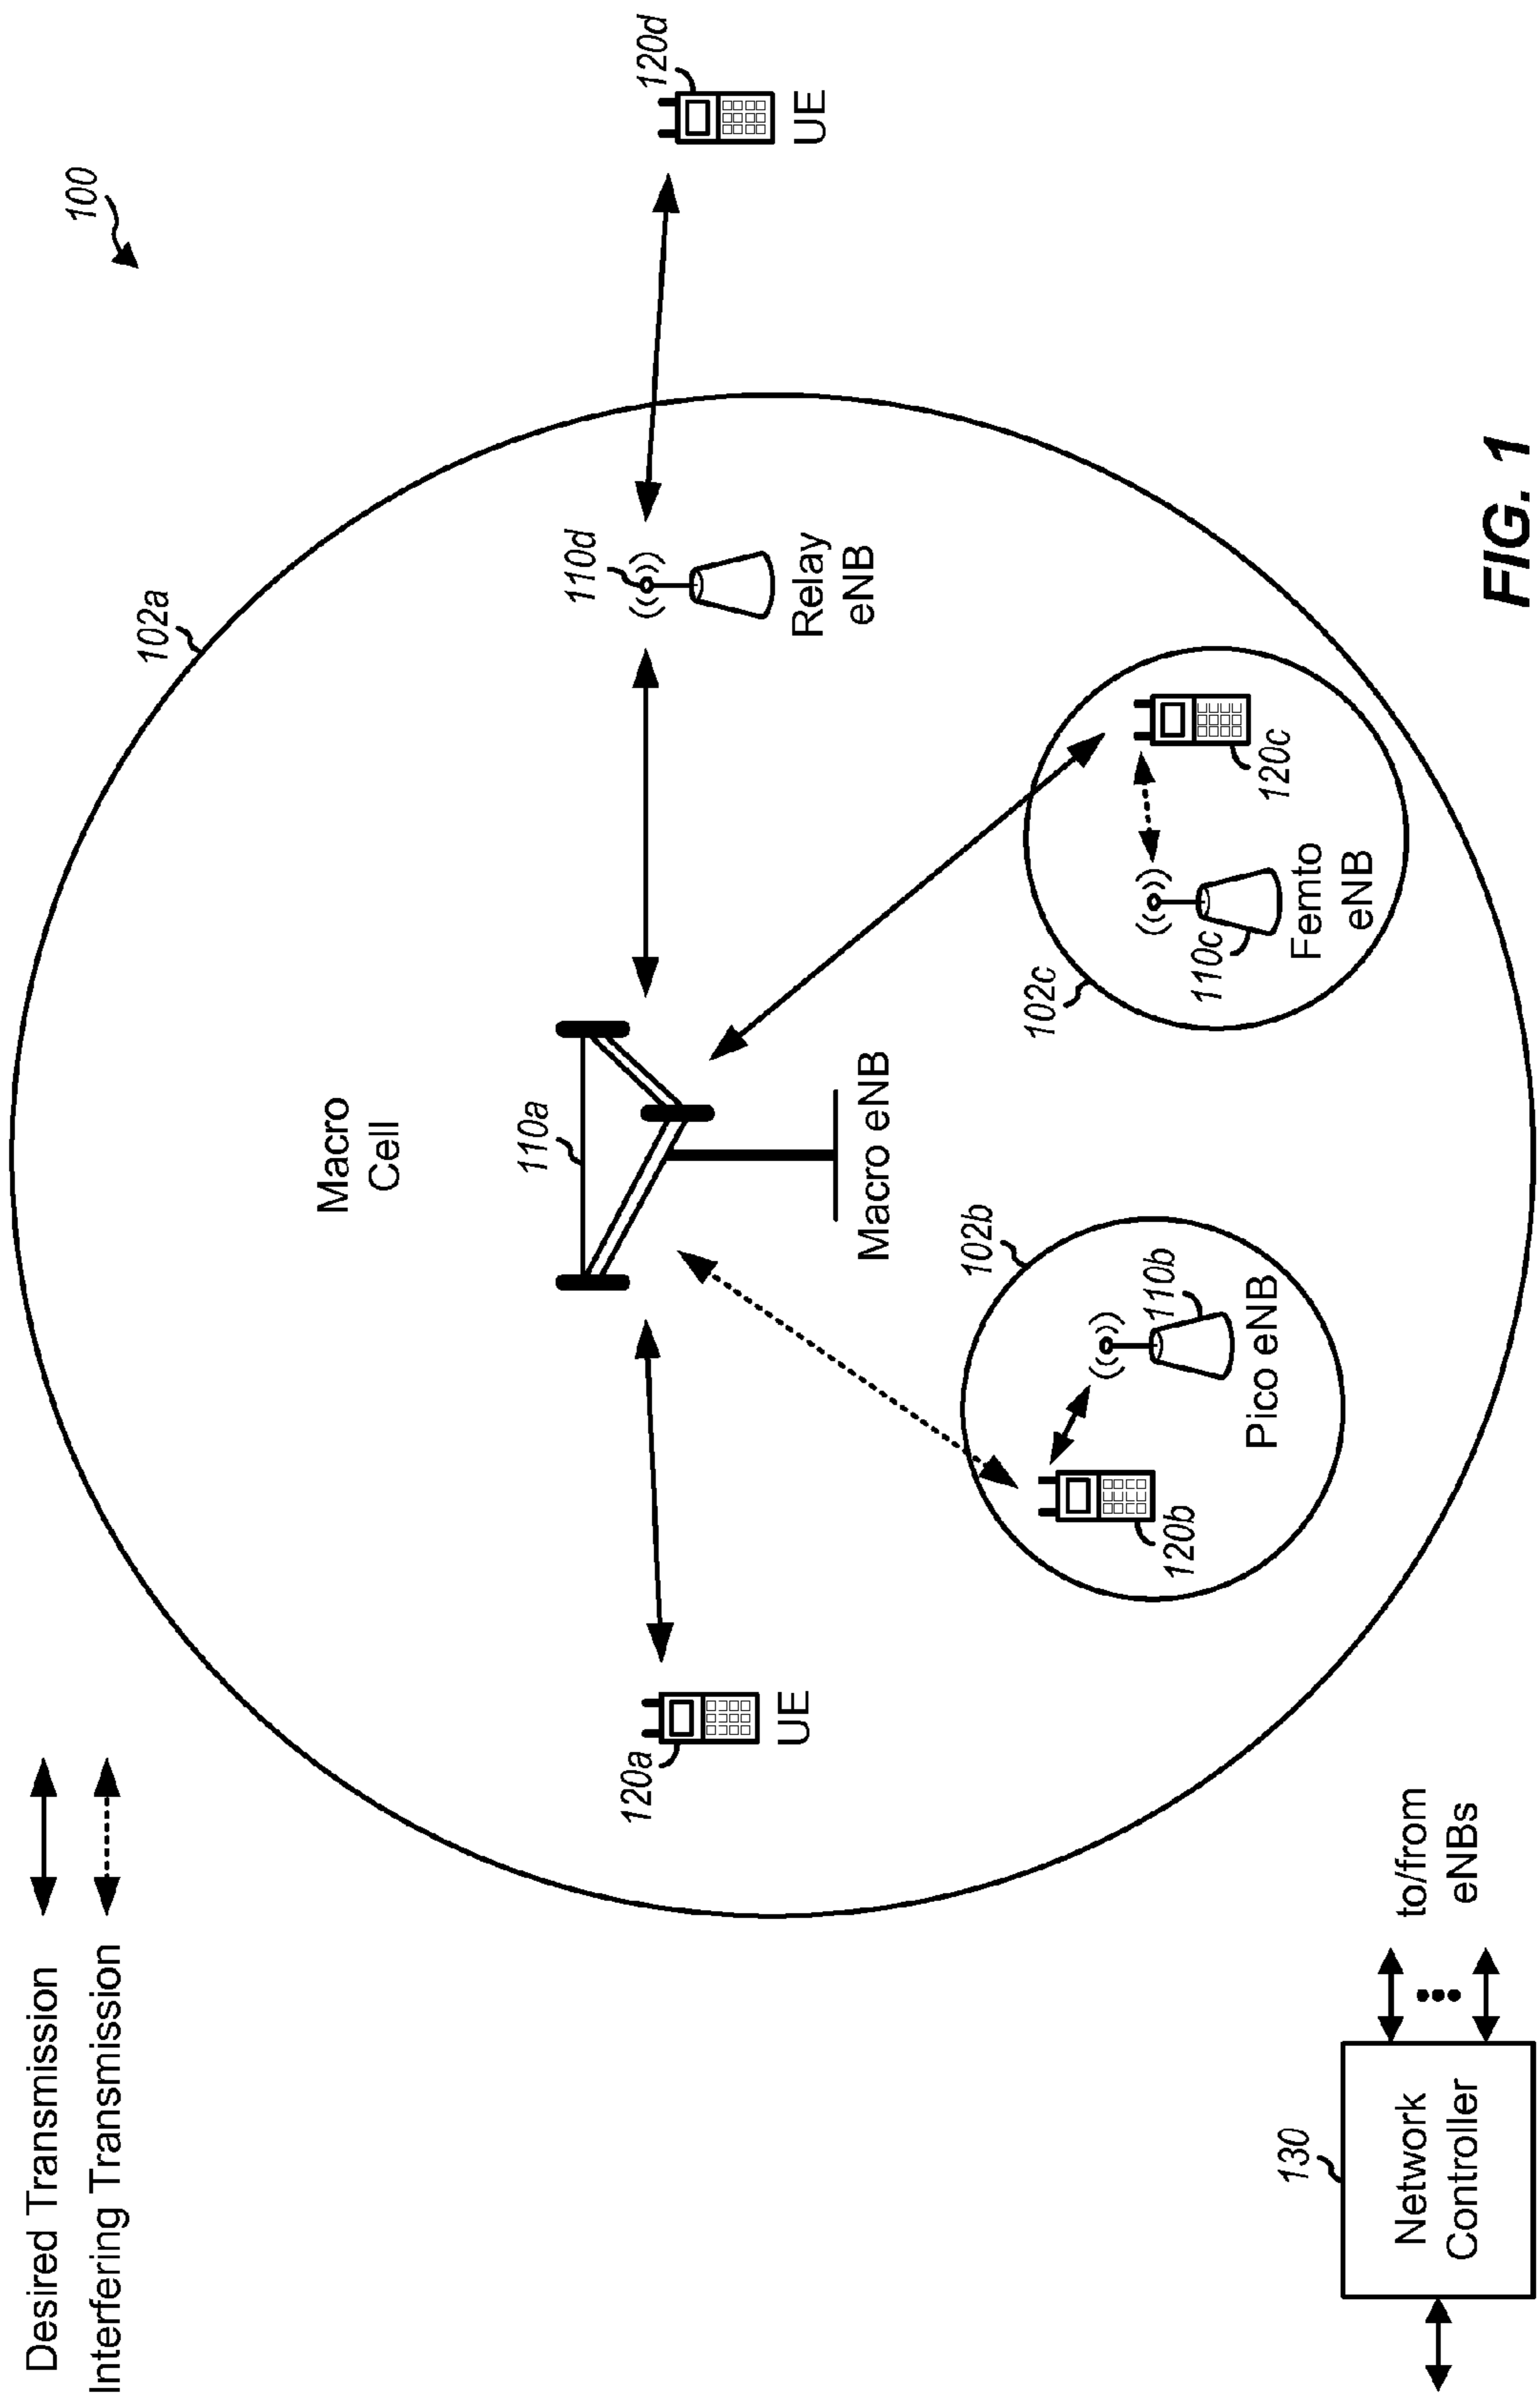 Desired Transmission
Interfering Transmission
100
102a
Macro
Cell
110a
110d
120d
120a
UE
Macro eNB
Relay
eNB
UE
102b
102c
120b
110b
Pico eNB
110c
120c
Femto
eNB
130
Network
Controller
to/from
eNBs
FIG. 1